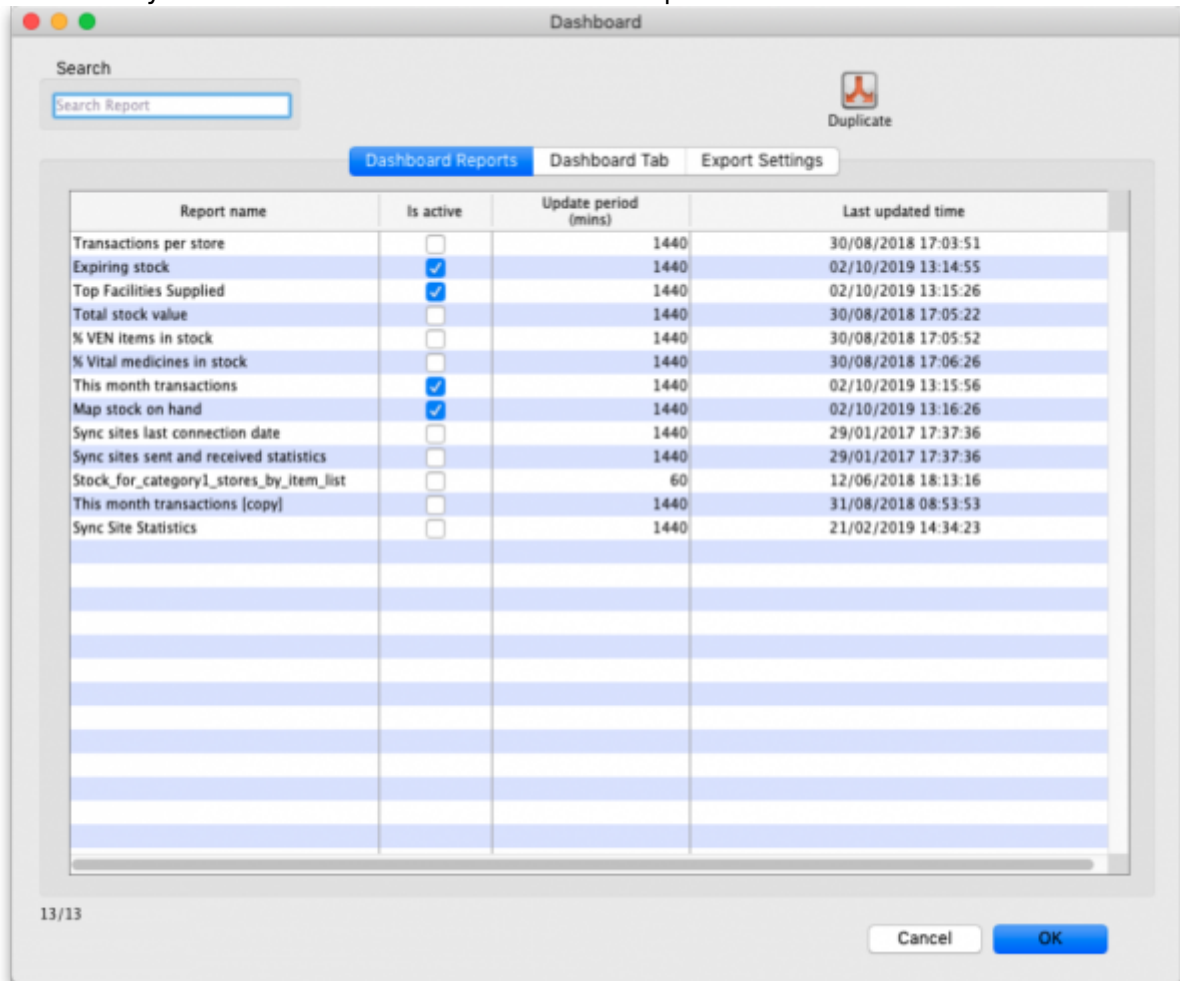 Dashboard
Search
Search Report
Duplicate
Dashboard Reports Dashboard Tab Export Settings
Report name Is active Update period (mins) Last updated time
Transactions per store 1440 30/08/2018 17:03:51
Expiring stock 1440 02/10/2019 13:14:55
Top Facilities Supplied 1440 02/10/2019 13:15:26
Total stock value 1440 30/08/2018 17:05:22
% VEN items in stock 1440 30/08/2018 17:05:52
% Vital medicines in stock 1440 30/08/2018 17:06:26
This month transactions 1440 02/10/2019 13:15:56
Map stock on hand 1440 02/10/2019 13:16:26
Sync sites last connection date 1440 29/01/2017 17:37:36
Sync sites sent and received statistics 1440 29/01/2017 17:37:36
Stock_for_category1_stores_by_item_list 60 12/06/2018 18:13:16
This month transactions [copy] 1440 31/08/2018 08:53:53
Sync Site Statistics 1440 21/02/2019 14:34:23
13/13
Cancel OK